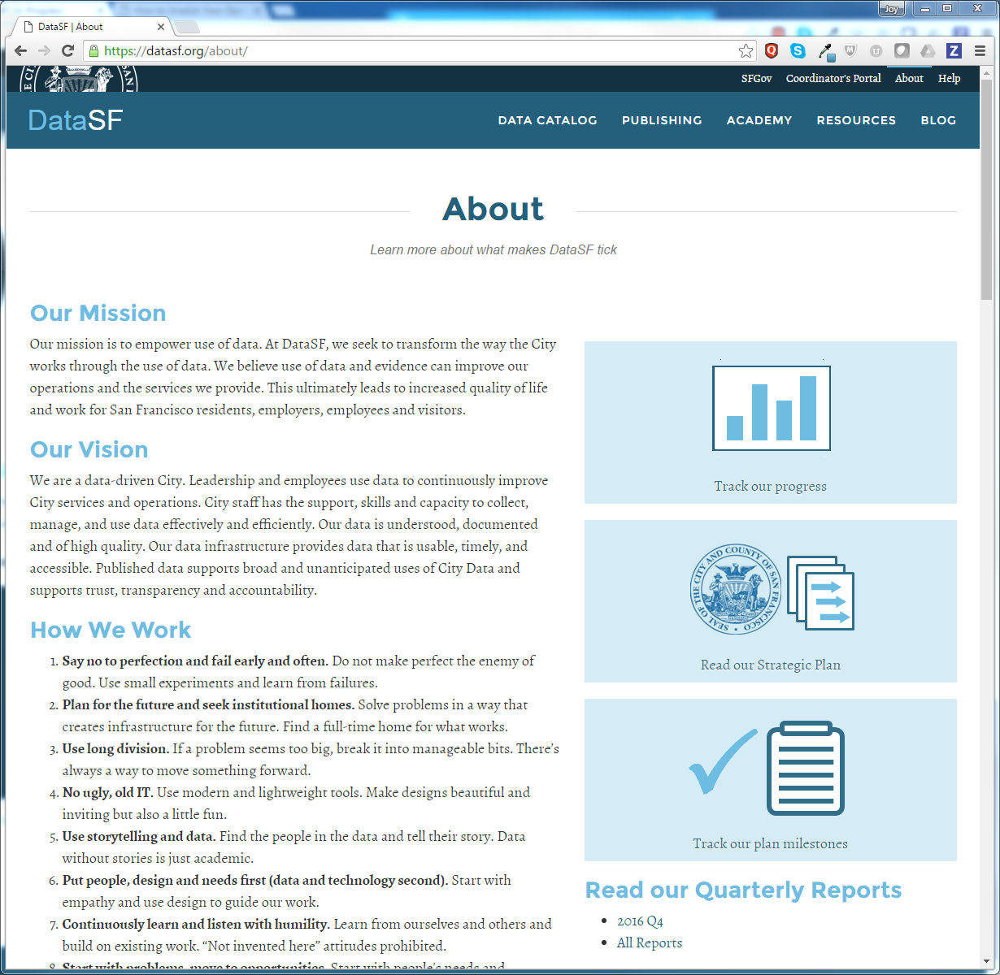 Joy
DataSF | About
https://datasf.org/about/
SFGov Coordinator's Portal About Help
DataSF
DATA CATALOG PUBLISHING ACADEMY RESOURCES BLOG
About
Learn more about what makes DataSF tick
Our Mission
Our mission is to empower use of data. At DataSF, we seek to transform the way the City
works through the use of data. We believe use of data and evidence can improve our
operations and the services we provide. This ultimately leads to increased quality of life
and work for San Francisco residents, employers, employees and visitors.
Our Vision
We are a data-driven City. Leadership and employees use data to continuously improve
City services and operations. City staff has the support, skills and capacity to collect,
manage, and use data effectively and efficiently. Our data is understood, documented
and of high quality. Our data infrastructure provides data that is usable, timely, and
accessible. Published data supports broad and unanticipated uses of City Data and
supports trust, transparency and accountability.
How We Work
1. Say no to perfection and fail early and often. Do not make perfect the enemy of
good. Use small experiments and learn from failures.
2. Plan for the future and seek institutional homes. Solve problems in a way that
creates infrastructure for the future. Find a full-time home for what works.
3. Use long division. If a problem seems too big, break it into manageable bits. There’s
always a way to move something forward.
4. No ugly, old IT. Use modern and lightweight tools. Make designs beautiful and
inviting but also a little fun.
5. Use storytelling and data. Find the people in the data and tell their story. Data
without stories is just academic.
6. Put people, design and needs first (data and technology second). Start with
empathy and use design to guide our work.
7. Continuously learn and listen with humility. Learn from ourselves and others and
build on existing work. “Not invented here” attitudes prohibited.
8. Start with problems, move to opportunities. Start with people's needs and
Track our progress
SEAL OF THE CITY AND COUNTY OF SAN FRANCISCO
Read our Strategic Plan
Track our plan milestones
Read our Quarterly Reports
2016 Q4
All Reports